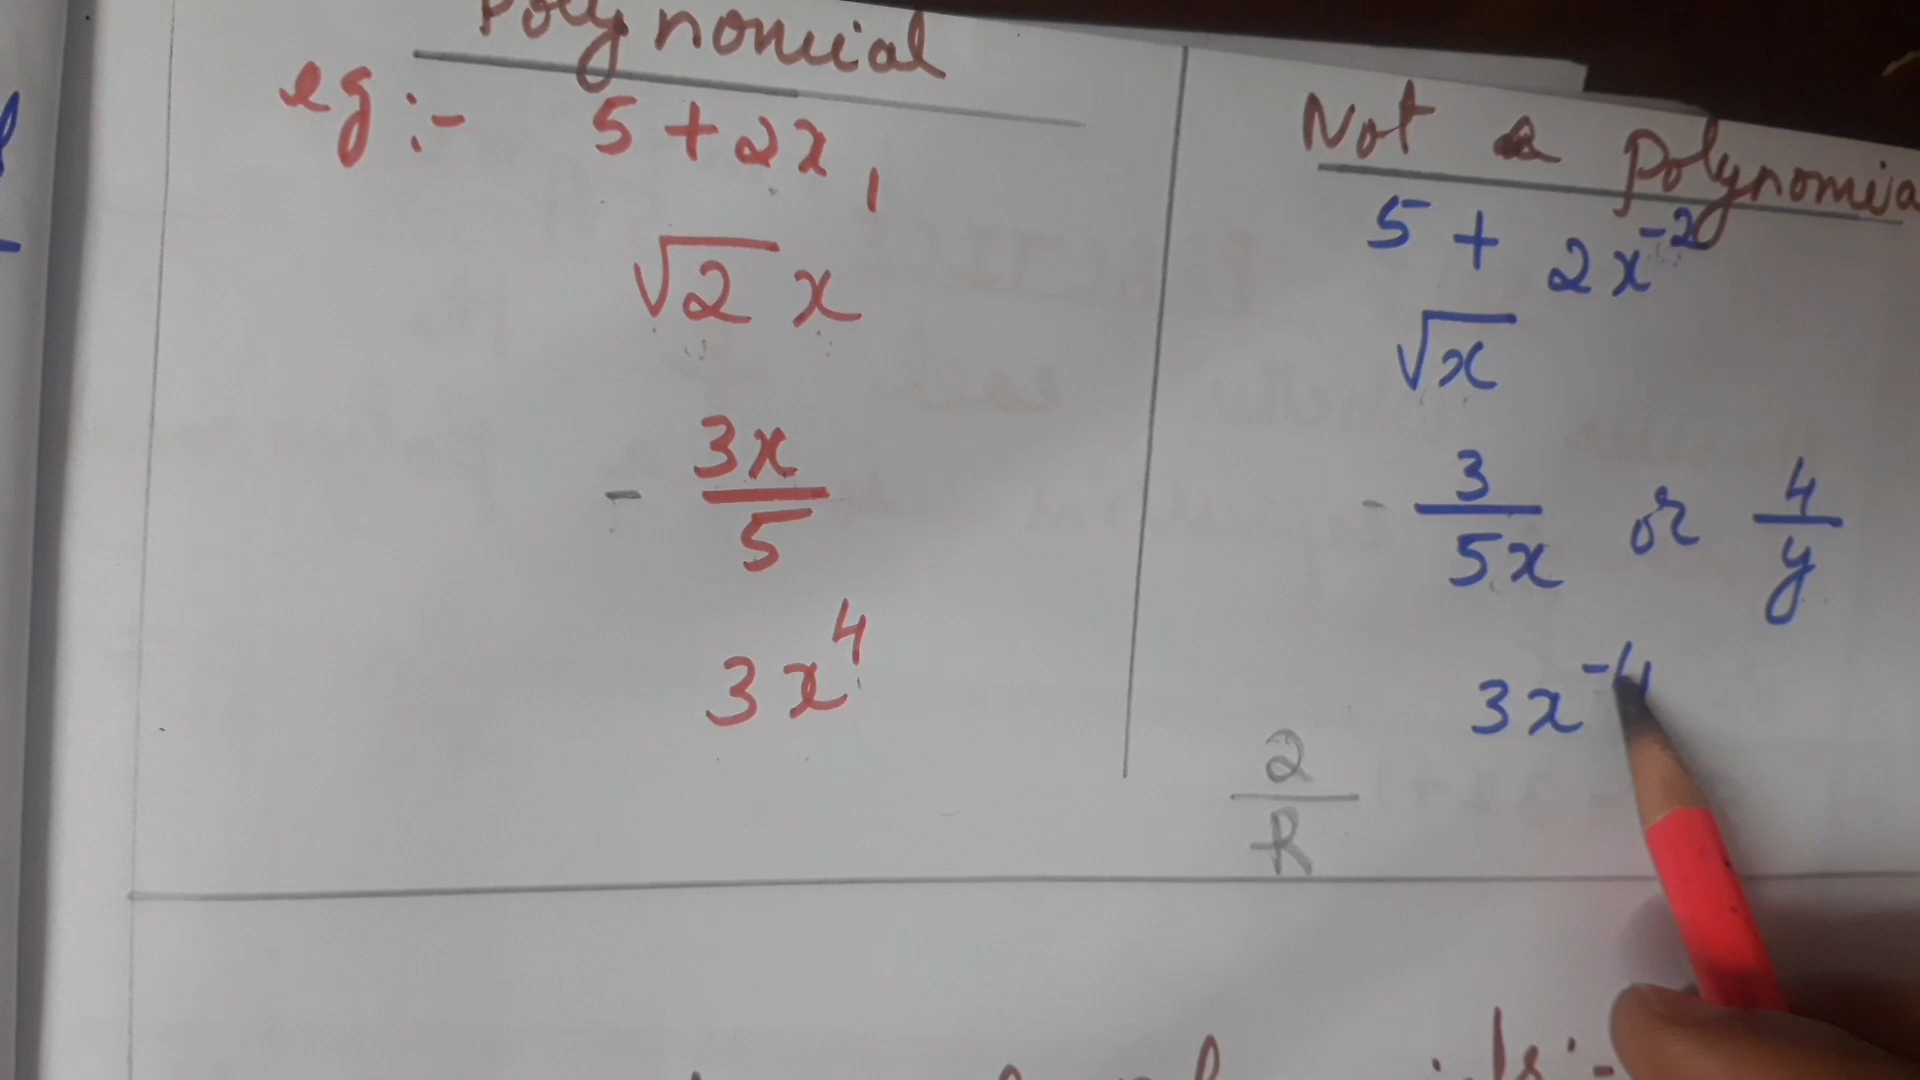 Polynomial
eg :- 5 + 2x,
√2 x
- 3x/5
3x⁴
Not a polynomia
5 + 2x⁻²
√x
- 3/5x or 4/y
3x⁻⁴
2/R